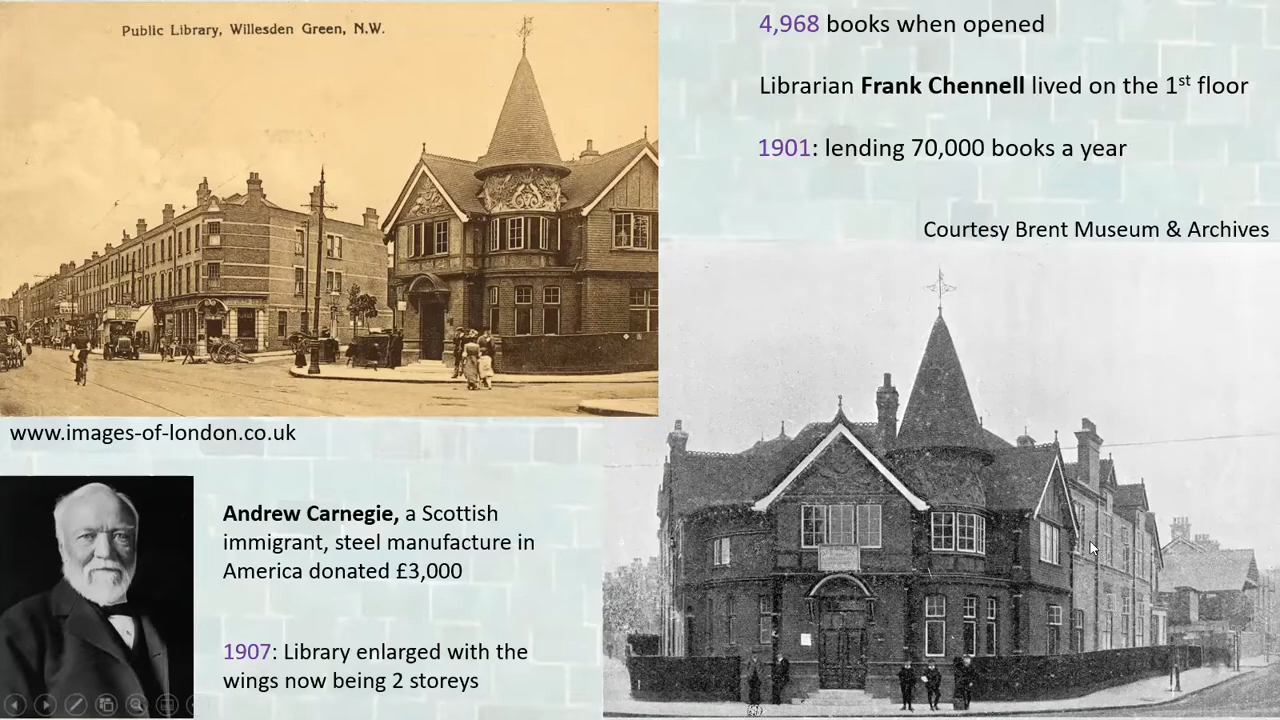 Public Library, Willesden Green, N.W.
4,968 books when opened
Librarian Frank Chennell lived on the 1st floor
1901: lending 70,000 books a year
Courtesy Brent Museum & Archives
www.images-of-london.co.uk
Andrew Carnegie, a Scottish
immigrant, steel manufacture in
America donated £3,000
1907: Library enlarged with the
wings now being 2 storeys